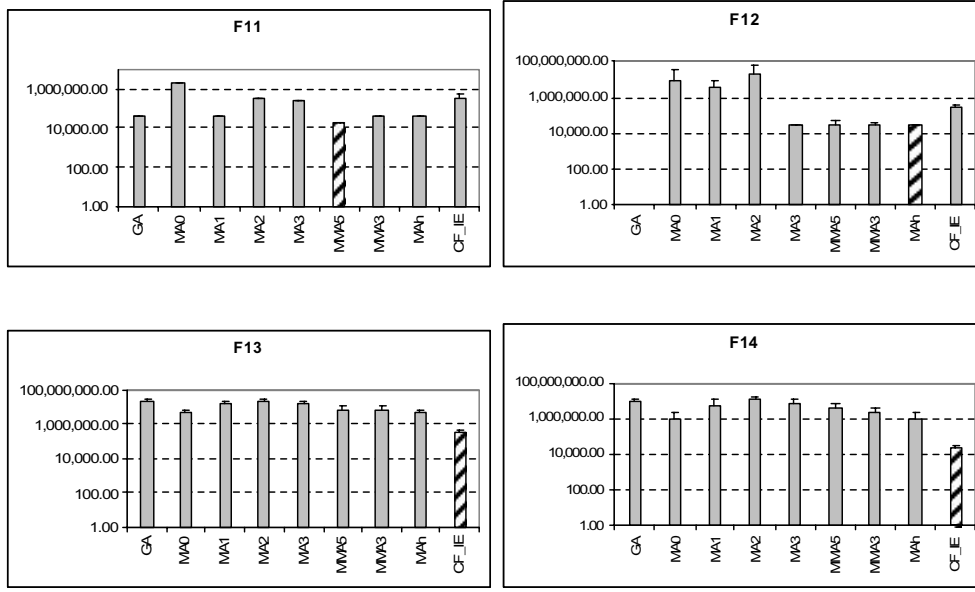 F11
1,000,000.00
10,000.00
100.00
1.00
GA
MA0
MA1
MA2
MA3
MMA5
MMA3
MAh
CF_IE
F12
100,000,000.00
1,000,000.00
10,000.00
100.00
1.00
GA
MA0
MA1
MA2
MA3
MMA5
MMA3
MAh
CF_IE
F13
100,000,000.00
1,000,000.00
10,000.00
100.00
1.00
GA
MA0
MA1
MA2
MA3
MMA5
MMA3
MAh
CF_IE
F14
100,000,000.00
1,000,000.00
10,000.00
100.00
1.00
GA
MA0
MA1
MA2
MA3
MMA5
MMA3
MAh
CF_IE